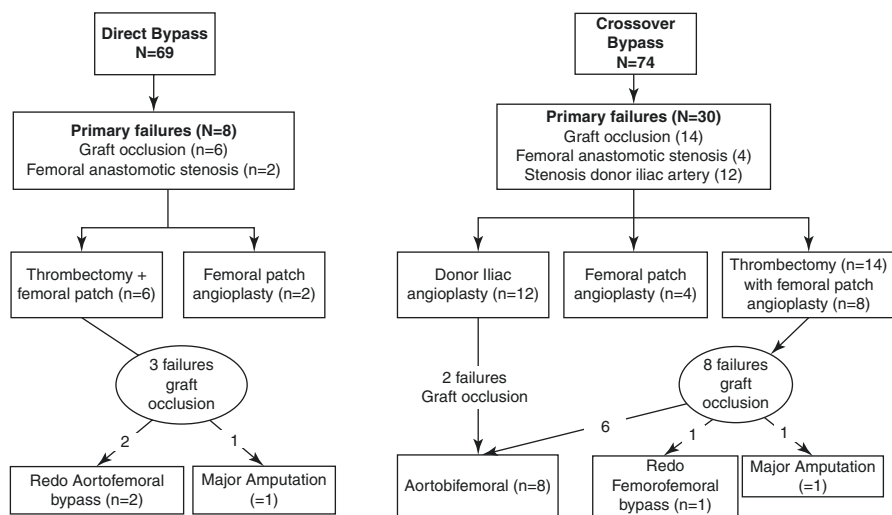 Direct Bypass
N=69
Primary failures (N=8)
Graft occlusion (n=6)
Femoral anastomotic stenosis (n=2)
Thrombectomy +
femoral patch (n=6)
Femoral patch
angioplasty (n=2)
3 failures
graft
occlusion
2
1
Redo Aortofemoral
bypass (n=2)
Major Amputation
(=1)
Crossover
Bypass
N=74
Primary failures (N=30)
Graft occlusion (14)
Femoral anastomotic stenosis (4)
Stenosis donor iliac artery (12)
Donor Iliac
angioplasty (n=12)
Femoral patch
angioplasty (n=4)
Thrombectomy (n=14)
with femoral patch
angioplasty (n=8)
2 failures
Graft occlusion
8 failures
graft
occlusion
6
1
1
Aortobifemoral (n=8)
Redo
Femorofemoral
bypass (n=1)
Major Amputation
(=1)